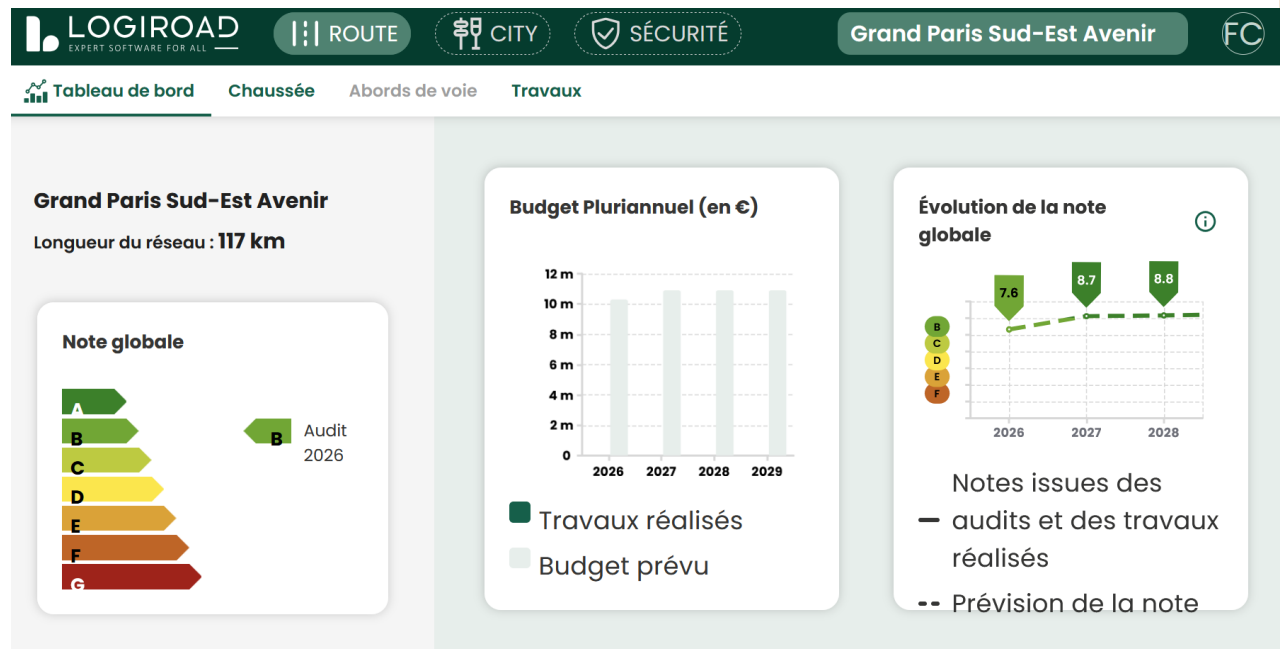 LOGIROAD
EXPERT SOFTWARE FOR ALL
ROUTE
CITY
SÉCURITÉ
Grand Paris Sud-Est Avenir
FC
Tableau de bord
Chaussée
Abords de voie
Travaux
Grand Paris Sud-Est Avenir
Longueur du réseau : 117 km
Note globale
A
B
C
D
E
F
G
B
Audit
2026
Budget Pluriannuel (en €)
12 m
10 m
8 m
6 m
4 m
2 m
0
2026 2027 2028 2029
Travaux réalisés
Budget prévu
Évolution de la note
globale
7.6
8.7
8.8
B
C
D
E
F
2026 2027 2028
Notes issues des
audits et des travaux
réalisés
Prévision de la note